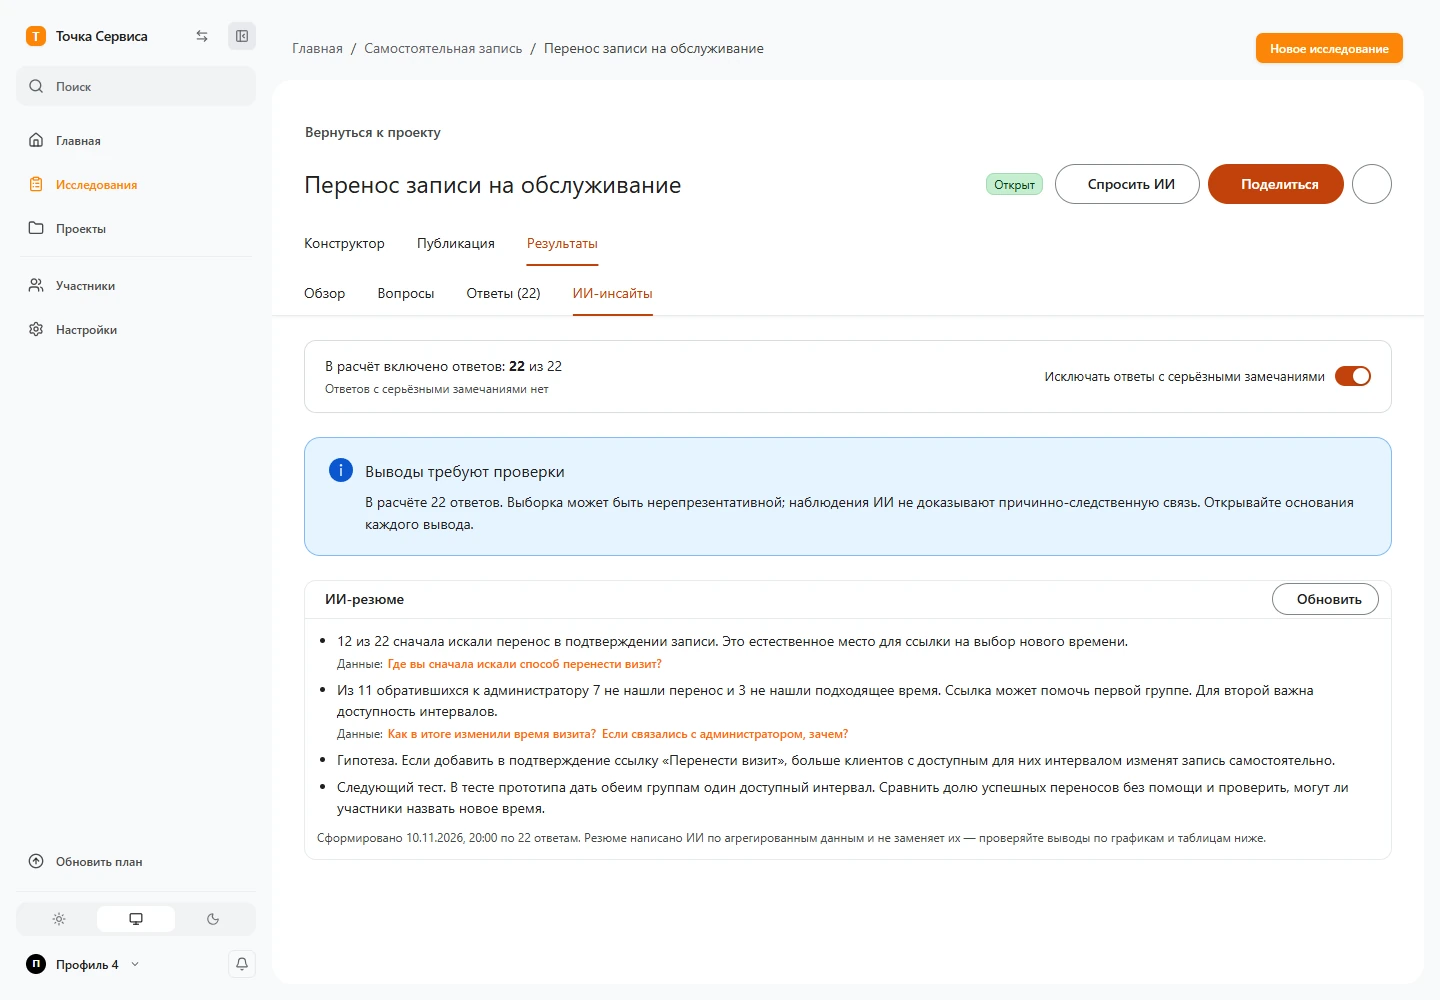 Т Точка Сервиса
Поиск
Главная
Исследования
Проекты
Участники
Настройки
Обновить план
П Профиль 4
Главная / Самостоятельная запись / Перенос записи на обслуживание
Новое исследование
Вернуться к проекту
Перенос записи на обслуживание
Открыт
Спросить ИИ
Поделиться
Конструктор Публикация Результаты
Обзор Вопросы Ответы (22) ИИ-инсайты
В расчёт включено ответов: 22 из 22
Ответов с серьёзными замечаниями нет
Исключать ответы с серьёзными замечаниями
Выводы требуют проверки
В расчёте 22 ответов. Выборка может быть нерепрезентативной; наблюдения ИИ не доказывают причинно-следственную связь. Открывайте основания
каждого вывода.
ИИ-резюме
Обновить
• 12 из 22 сначала искали перенос в подтверждении записи. Это естественное место для ссылки на выбор нового времени.
Данные: Где вы сначала искали способ перенести визит?
• Из 11 обратившихся к администратору 7 не нашли перенос и 3 не нашли подходящее время. Ссылка может помочь первой группе. Для второй важна
доступность интервалов.
Данные: Как в итоге изменили время визита? Если связались с администратором, зачем?
• Гипотеза. Если добавить в подтверждение ссылку «Перенести визит», больше клиентов с доступным для них интервалом изменят запись самостоятельно.
• Следующий тест. В тесте прототипа дать обеим группам один доступный интервал. Сравнить долю успешных переносов без помощи и проверить, могут ли
участники назвать новое время.
Сформировано 10.11.2026, 20:00 по 22 ответам. Резюме написано ИИ по агрегированным данным и не заменяет их — проверяйте выводы по графикам и таблицам ниже.